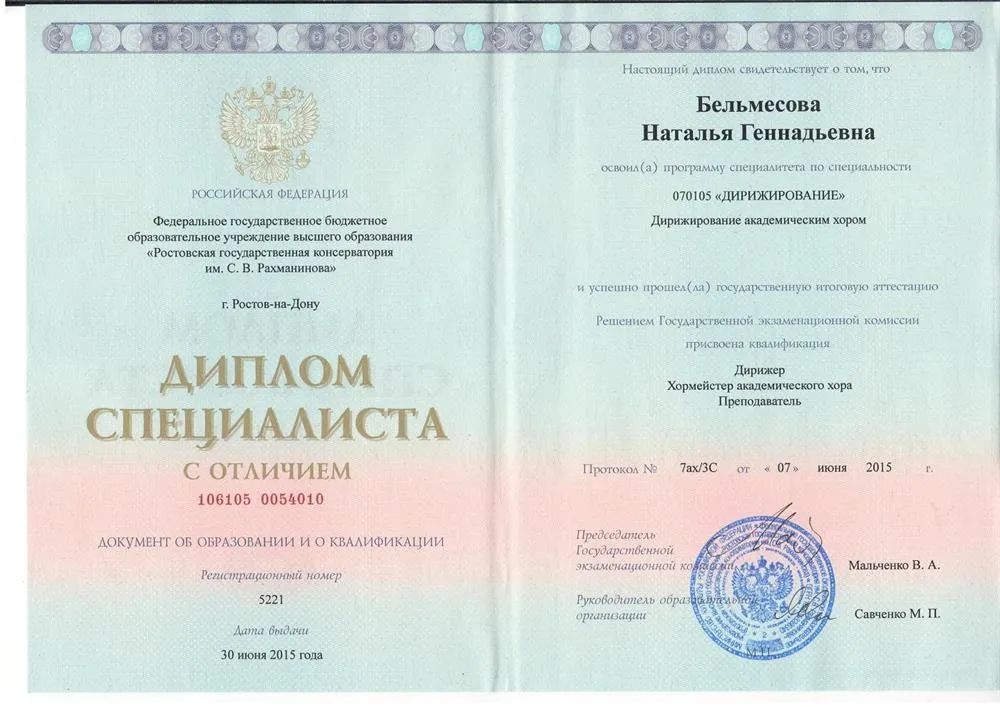 РОССИЙСКАЯ ФЕДЕРАЦИЯ
Федеральное государственное бюджетное
образовательное учреждение высшего образования
«Ростовская государственная консерватория
им. С. В. Рахманинова»
г. Ростов-на-Дону
ДИПЛОМ
СПЕЦИАЛИСТА
С ОТЛИЧИЕМ
106105 0054010
ДОКУМЕНТ ОБ ОБРАЗОВАНИИ И О КВАЛИФИКАЦИИ
Регистрационный номер
5221
Дата выдачи
30 июня 2015 года
Настоящий диплом свидетельствует о том, что
Бельмесова
Наталья Геннадьевна
освоил(а) программу специалитета по специальности
070105 «ДИРИЖИРОВАНИЕ»
Дирижирование академическим хором
и успешно прошел(ла) государственную итоговую аттестацию
Решением Государственной экзаменационной комиссии
присвоена квалификация
Дирижер
Хормейстер академического хора
Преподаватель
Протокол № 7ах/3С от « 07 » июня 2015 г.
Председатель
Государственной
экзаменационной комиссии Мальченко В. А.
Руководитель образовательной
организации Савченко М. П.
М.П.